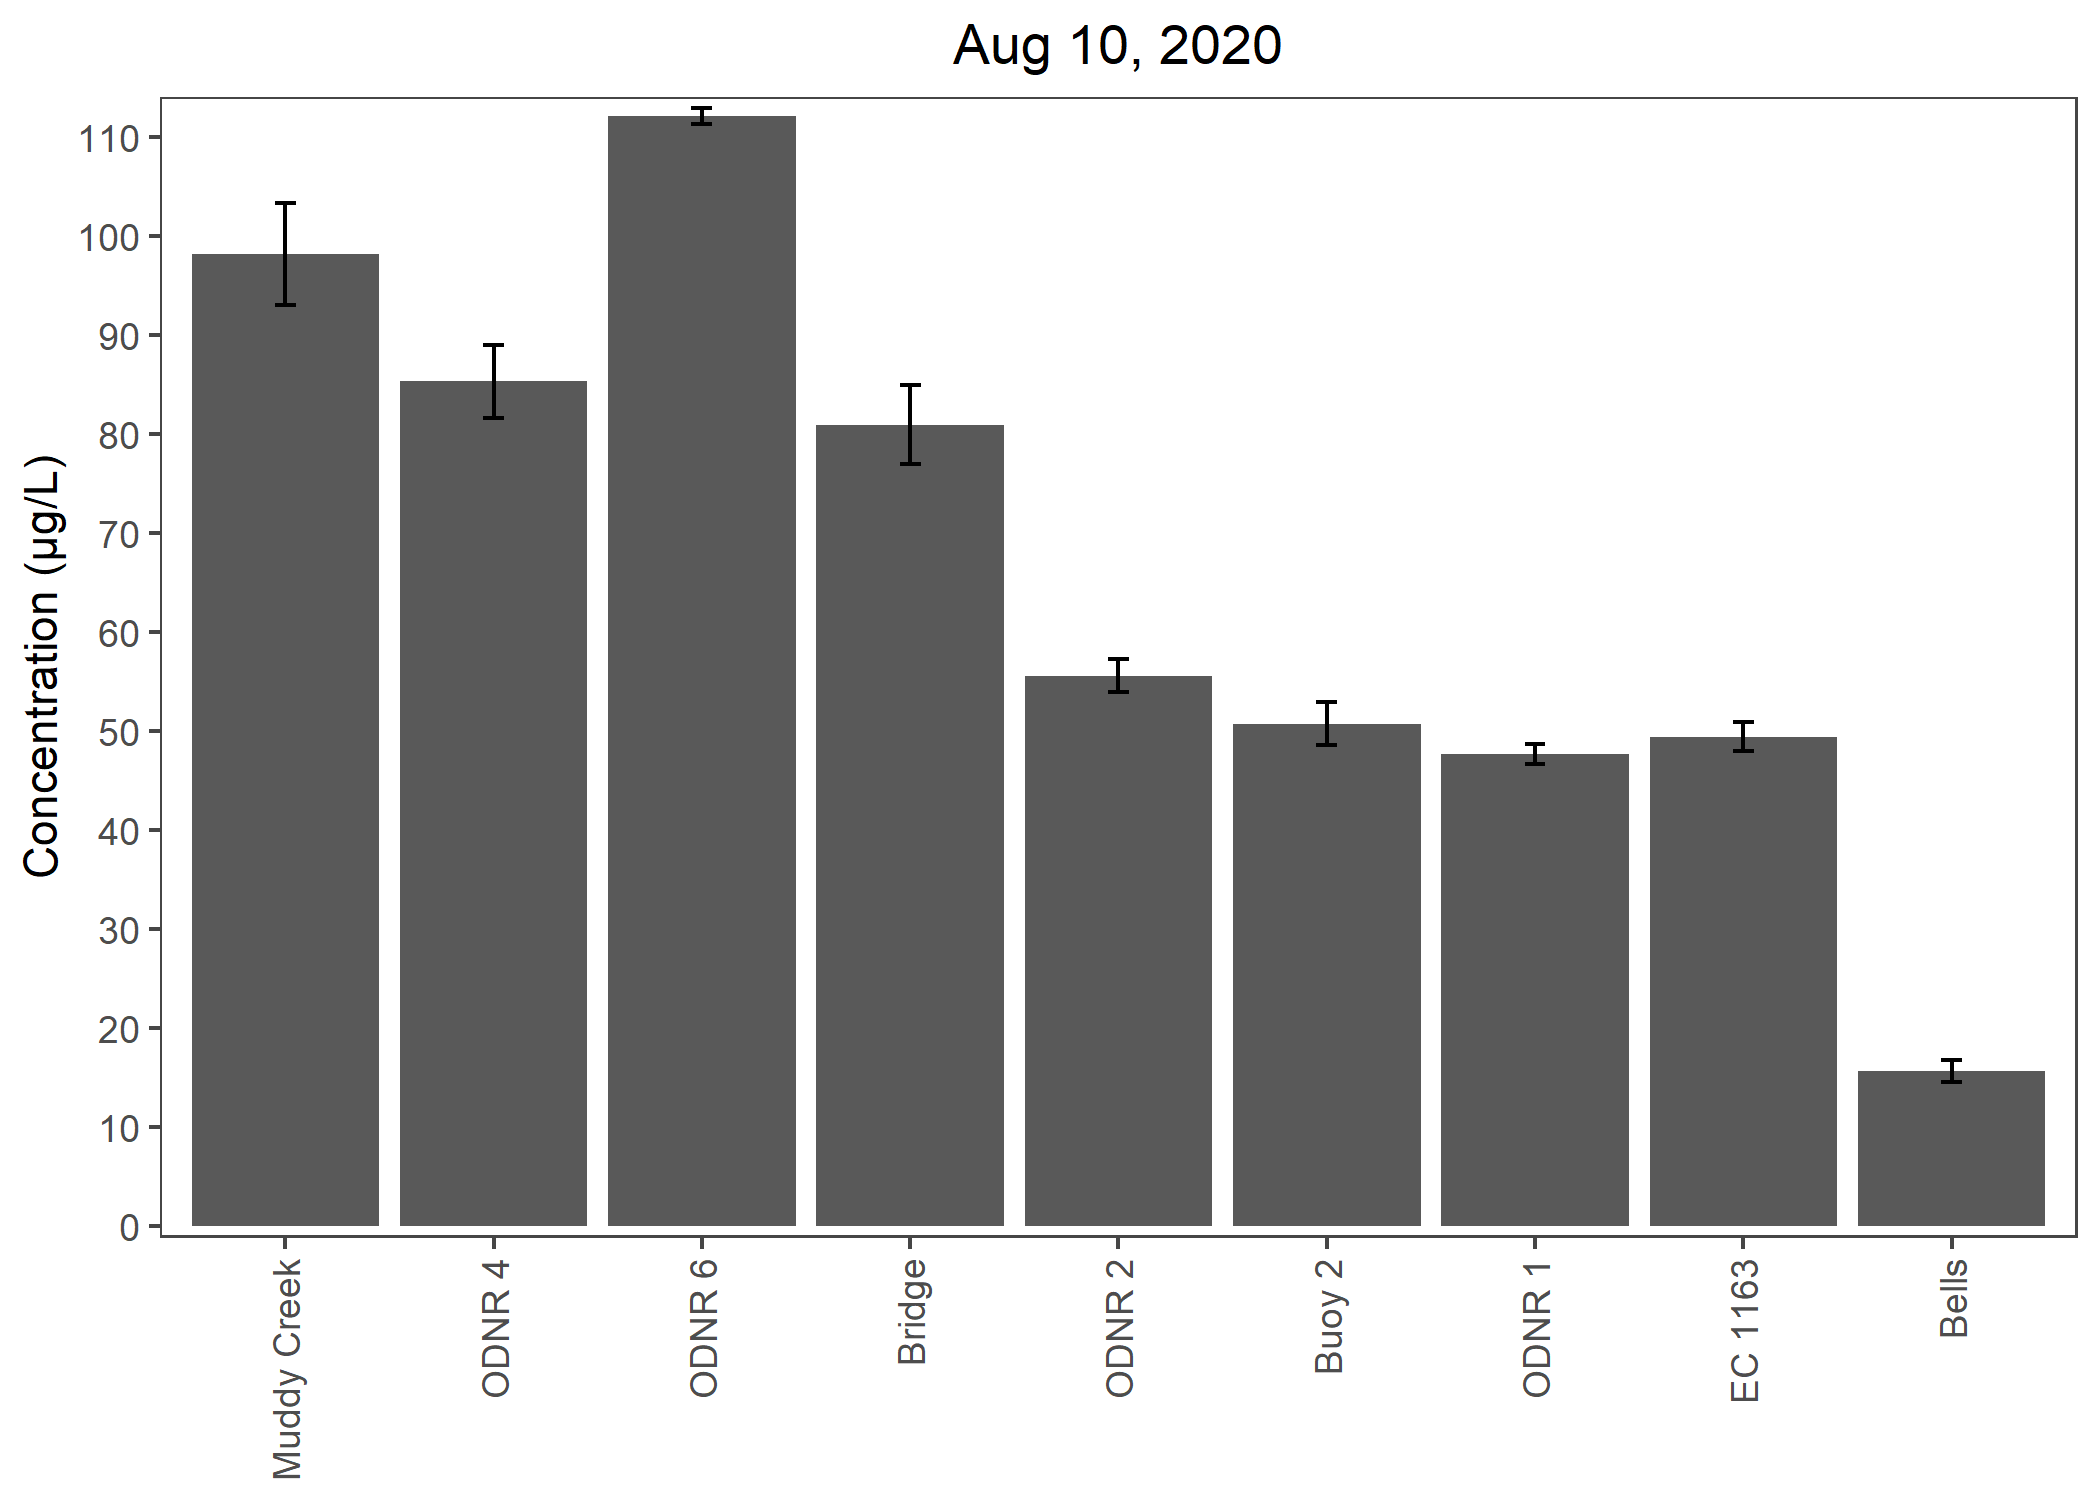 Aug 10, 2020
Concentration (µg/L)
110
100
90
80
70
60
50
40
30
20
10
0
Muddy Creek
ODNR 4
ODNR 6
Bridge
ODNR 2
Buoy 2
ODNR 1
EC 1163
Bells